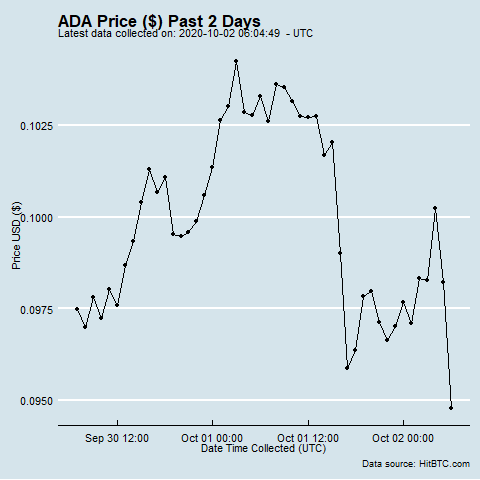 ADA Price ($) Past 2 Days
Latest data collected on: 2020-10-02 06:04:49 - UTC
Price USD ($)
0.1025
0.1000
0.0975
0.0950
Sep 30 12:00 Oct 01 00:00 Oct 01 12:00 Oct 02 00:00
Date Time Collected (UTC)
Data source: HitBTC.com